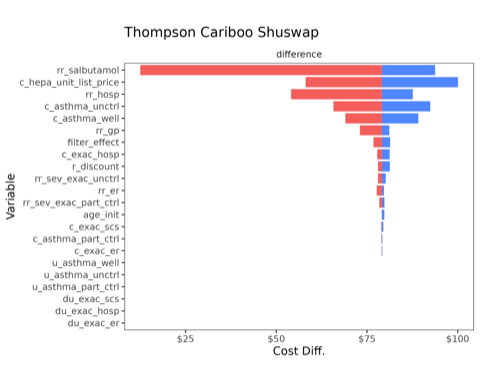 Thompson Cariboo Shuswap
difference
rr_salbutamol
c_hepa_unit_list_price
rr_hosp
c_asthma_unctrl
c_asthma_well
rr_gp
filter_effect
c_exac_hosp
r_discount
rr_sev_exac_unctrl
rr_er
rr_sev_exac_part_ctrl
age_init
c_exac_scs
c_asthma_part_ctrl
c_exac_er
u_asthma_well
u_asthma_unctrl
u_asthma_part_ctrl
du_exac_scs
du_exac_hosp
du_exac_er
Variable
$25 $50 $75 $100
Cost Diff.